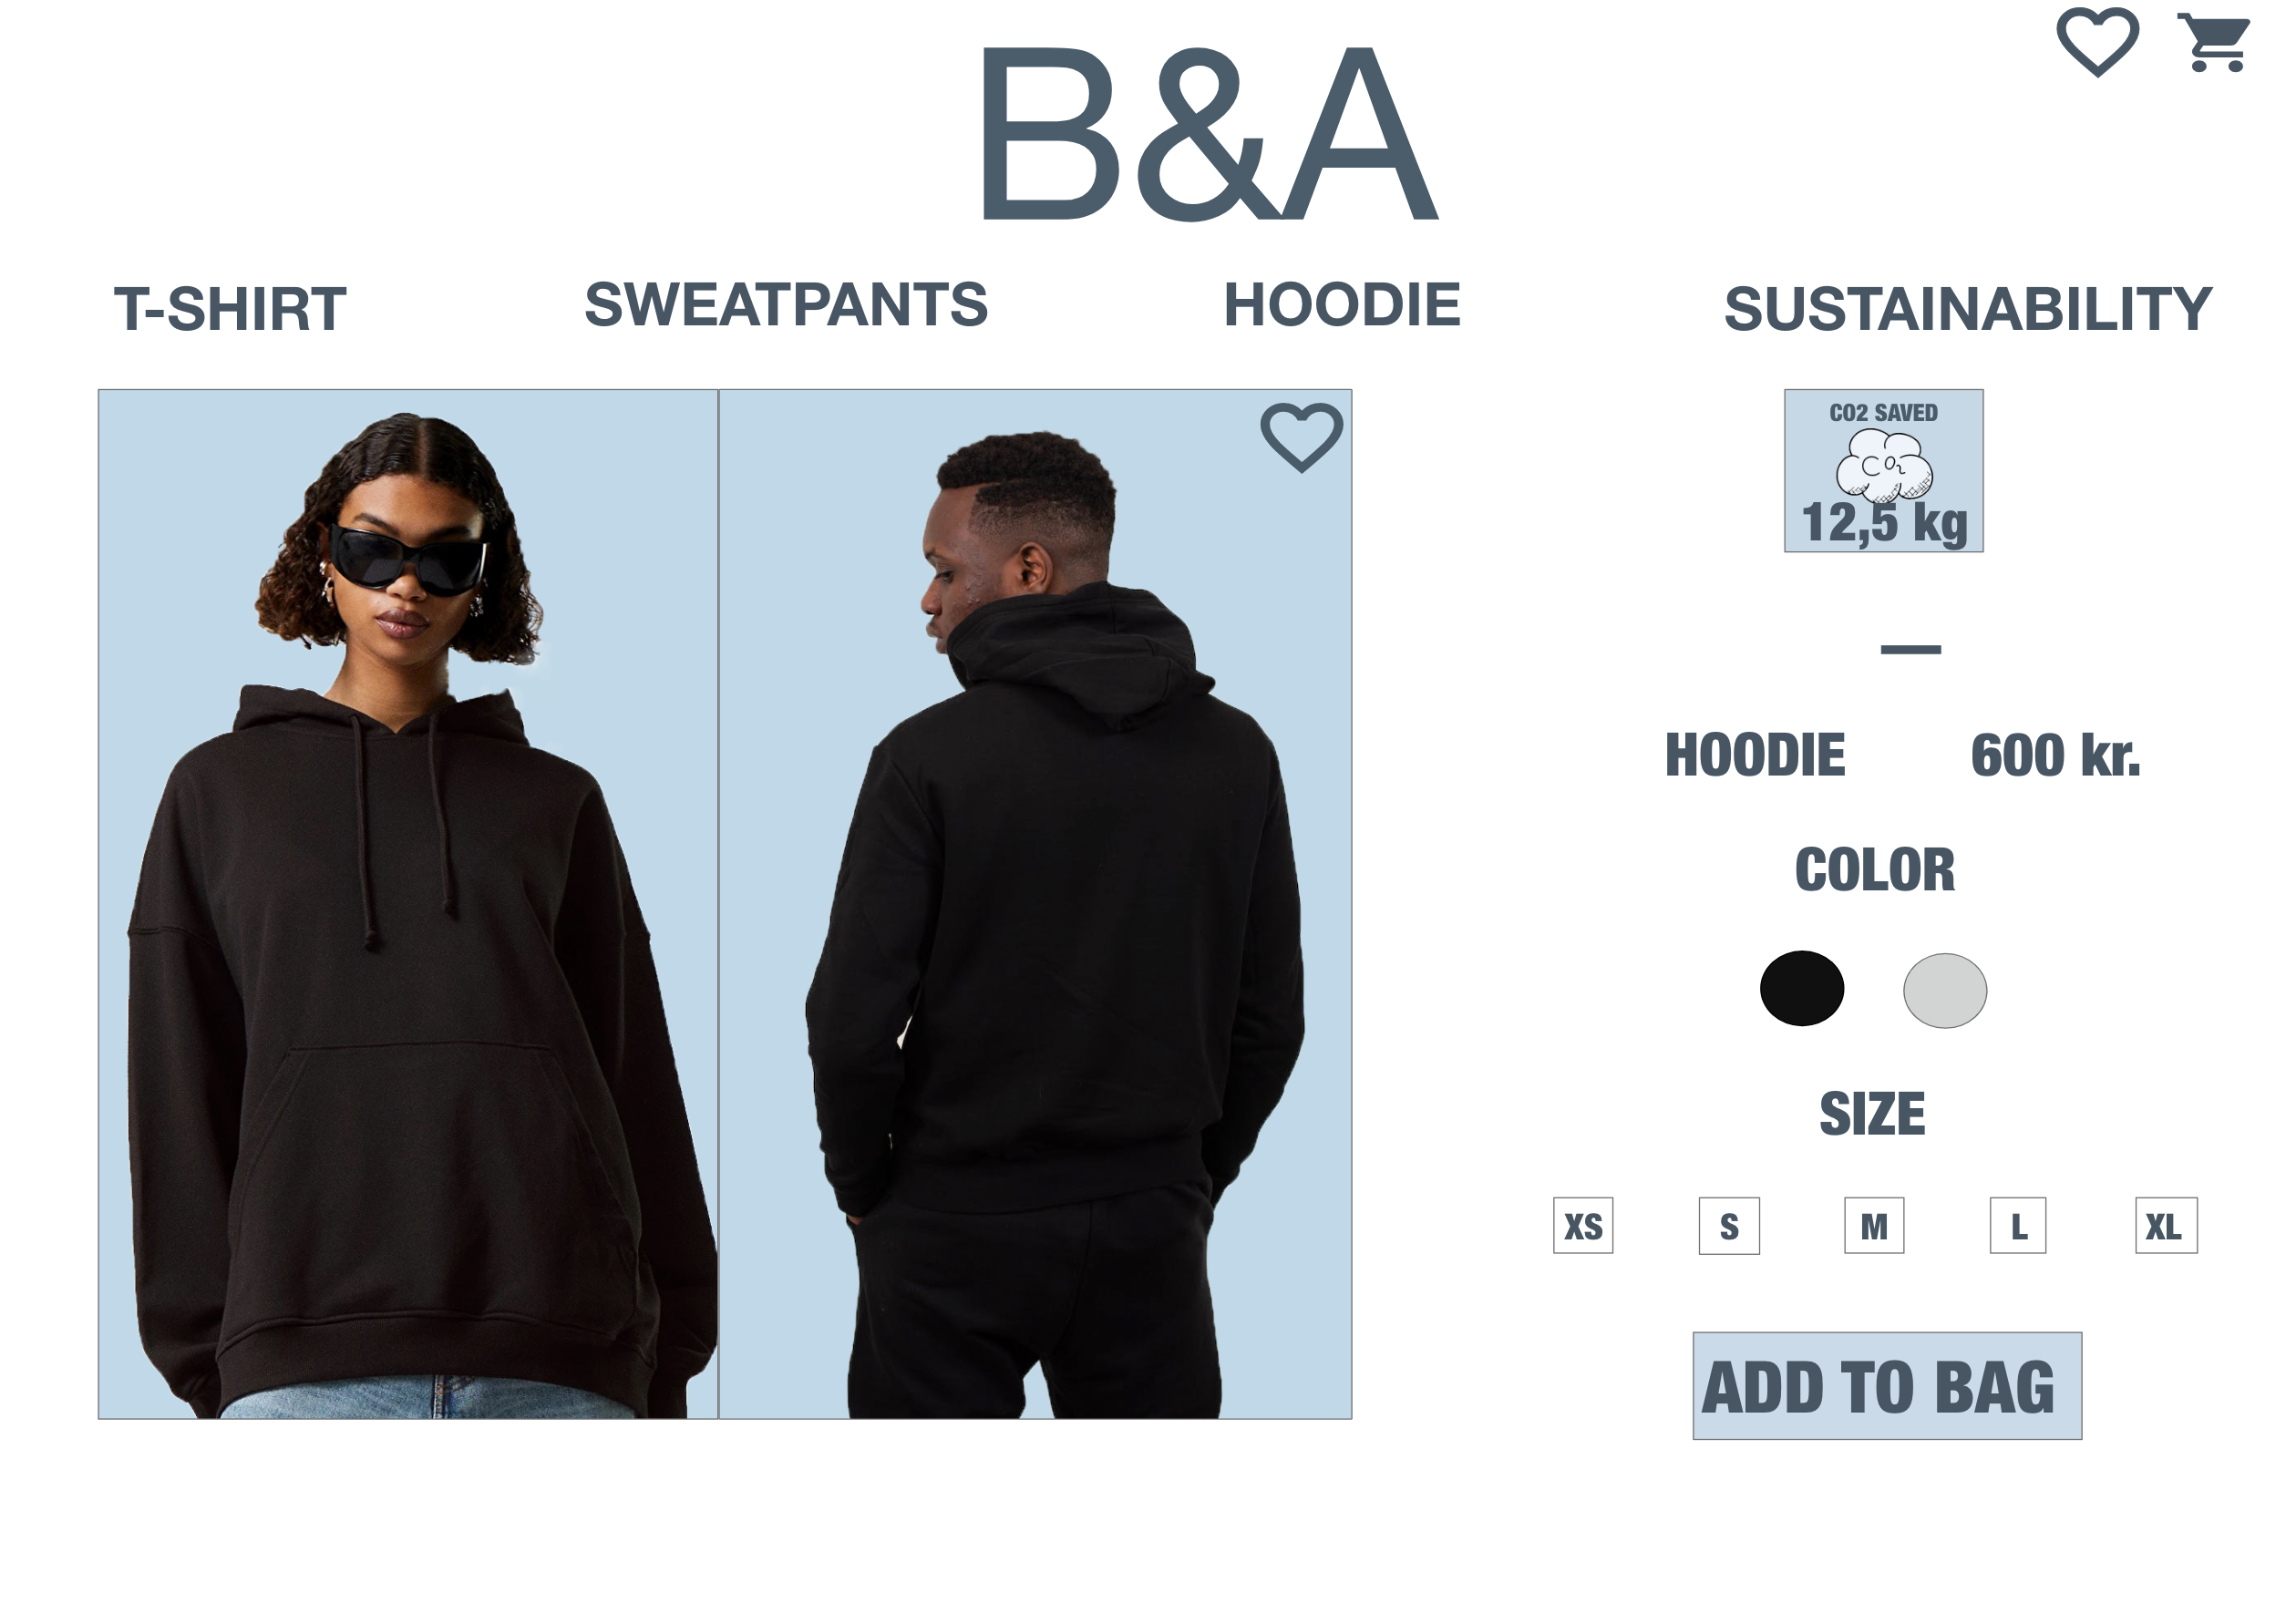 B&A
T-SHIRT SWEATPANTS HOODIE SUSTAINABILITY
CO2 SAVED
CO2
12,5 kg
HOODIE 600 kr.
COLOR
SIZE
XS S M L XL
ADD TO BAG